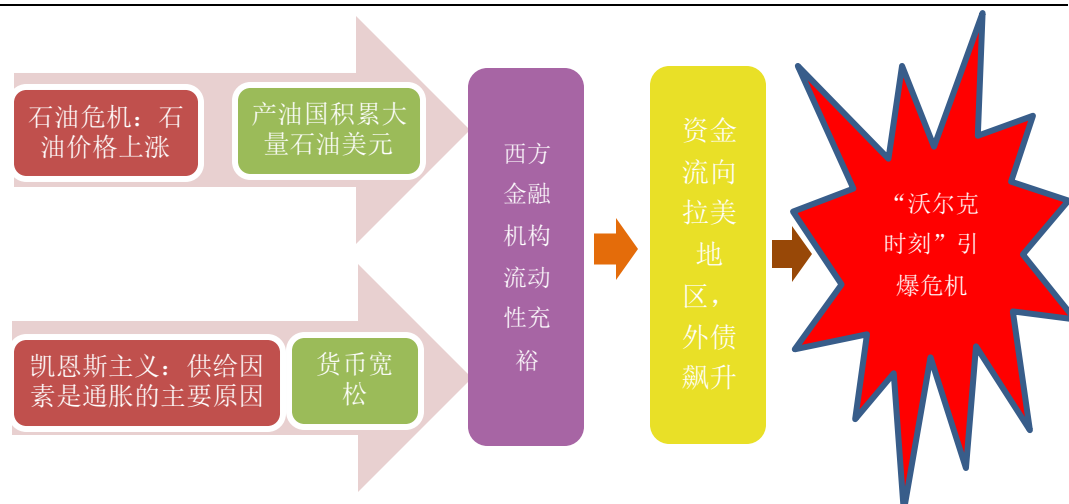 石油危机：石
油价格上涨
产油国积累大
量石油美元
凯恩斯主义：供给因
素是通胀的主要原因
货币宽
松
西方
金融
机构
流动
性充
裕
资金
流向
拉美
地
区，
外债
飙升
“沃尔克
时刻”引
爆危机